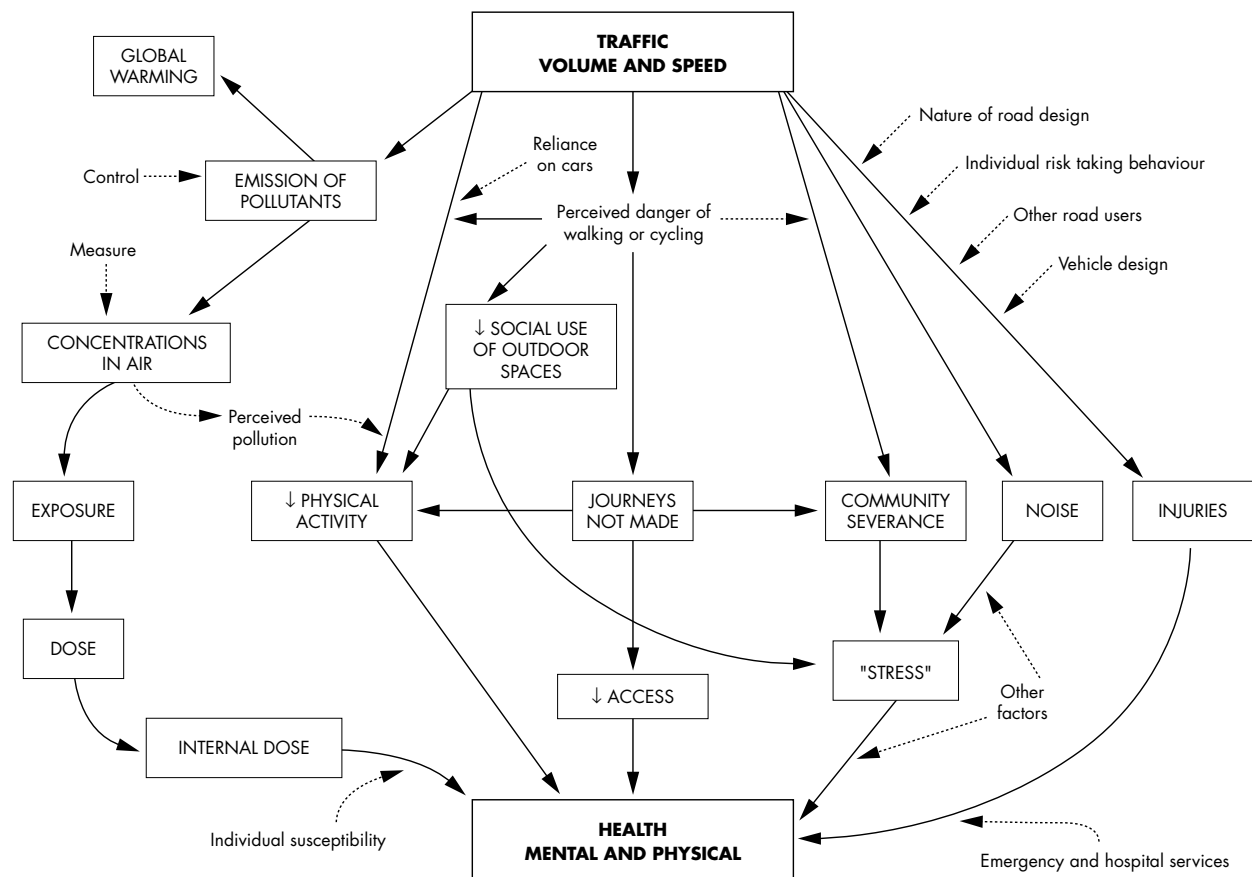 TRAFFIC
VOLUME AND SPEED
GLOBAL
WARMING
Nature of road design
Reliance
on cars
Individual risk taking behaviour
Control
EMISSION OF
POLLUTANTS
Perceived danger of
walking or cycling
Other road users
Measure
Vehicle design
CONCENTRATIONS
IN AIR
↓ SOCIAL USE
OF OUTDOOR
SPACES
Perceived
pollution
EXPOSURE
↓ PHYSICAL
ACTIVITY
JOURNEYS
NOT MADE
COMMUNITY
SEVERANCE
NOISE
INJURIES
DOSE
"STRESS"
↓ ACCESS
Other
factors
INTERNAL DOSE
Individual susceptibility
HEALTH
MENTAL AND PHYSICAL
Emergency and hospital services